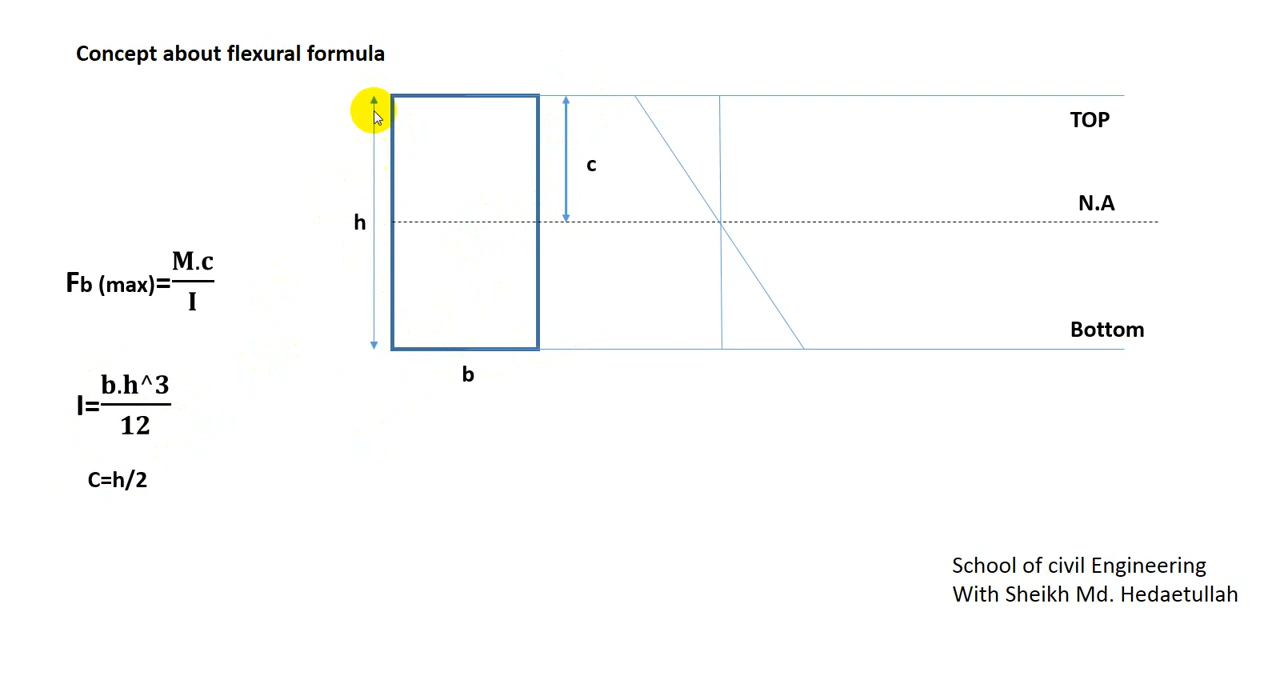 Concept about flexural formula
TOP
c
N.A
h
Fb (max)=M.c/I
Bottom
b
I=b.h^3/12
C=h/2
School of civil Engineering
With Sheikh Md. Hedaetullah